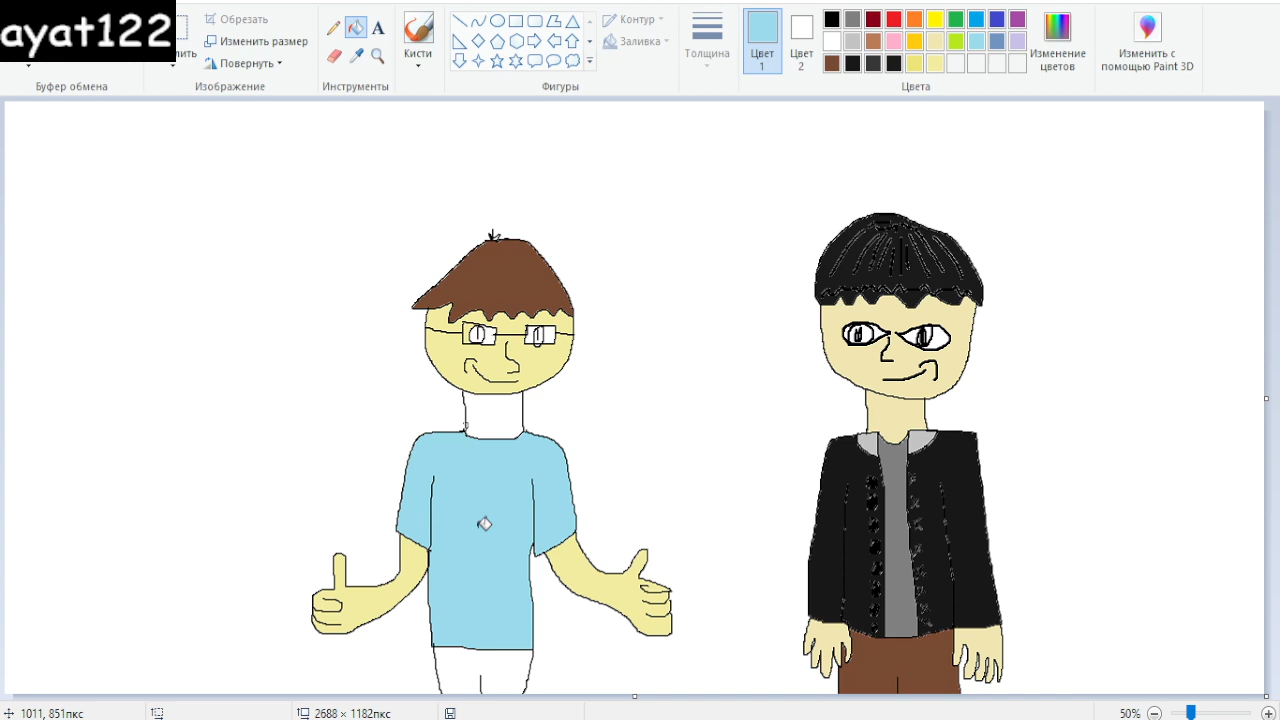 ayat122
Обрезать
лить
Изменить размер
Повернуть
Буфер обмена
Изображение
A
Инструменты
Кисти
Контур
Заливка
Фигуры
Толщина
Цвет
1
Цвет
2
Цвета
Изменение
цветов
Изменить с
помощью Paint 3D
1011, 851пкс
2688 × 1182пкс
50%